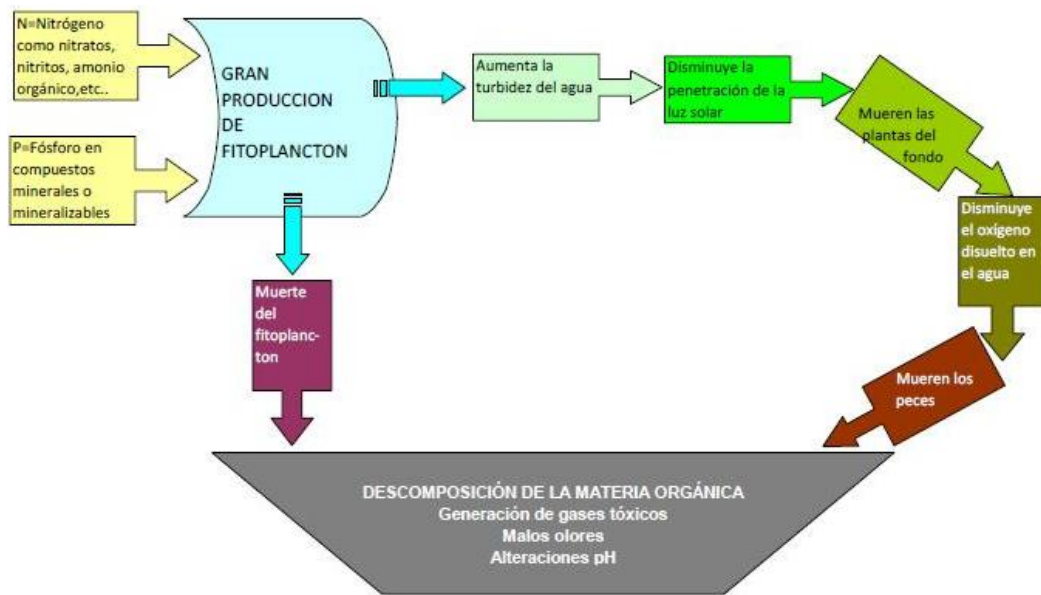 N=Nitrógeno
como nitratos,
nitritos, amonio
orgánico,etc..
P=Fósforo en
compuestos
minerales o
mineralizables
GRAN
PRODUCCION
DE
FITOPLANCTON
Aumenta la
turbidez del agua
Disminuye la
penetración de la
luz solar
Mueren las
plantas del
fondo
Disminuye
el oxígeno
disuelto en
el agua
Mueren los
peces
Muerte
del
fitoplanc-
ton
DESCOMPOSICIÓN DE LA MATERIA ORGÁNICA
Generación de gases tóxicos
Malos olores
Alteraciones pH